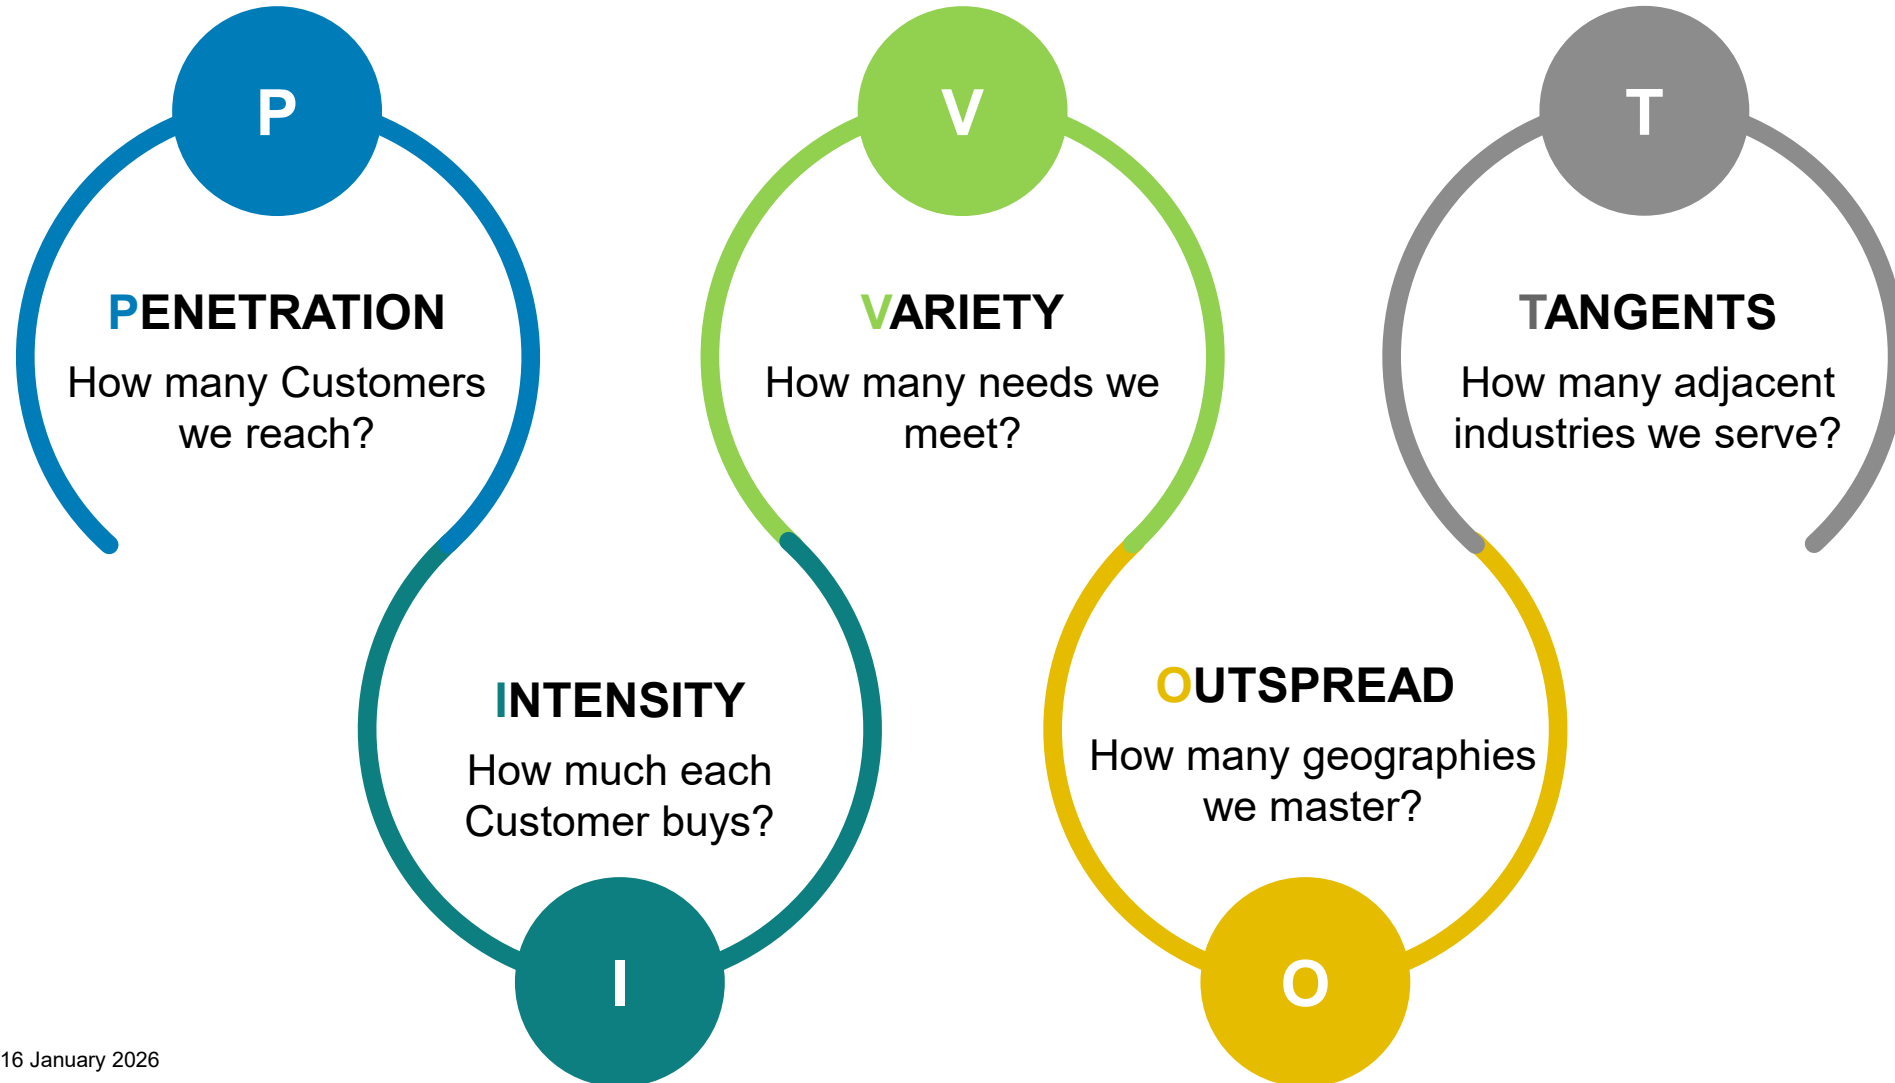 P
PENETRATION
How many Customers
we reach?
I
INTENSITY
How much each
Customer buys?
V
VARIETY
How many needs we
meet?
O
OUTSPREAD
How many geographies
we master?
T
TANGENTS
How many adjacent
industries we serve?
16 January 2026